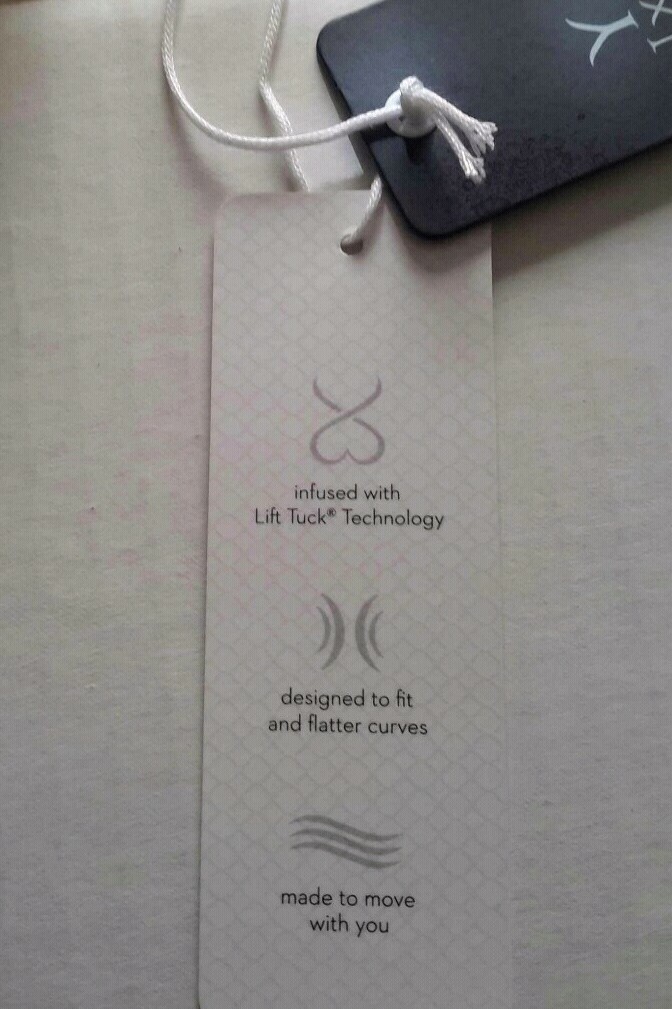 infused with
Lift Tuck® Technology
designed to fit
and flatter curves
made to move
with you